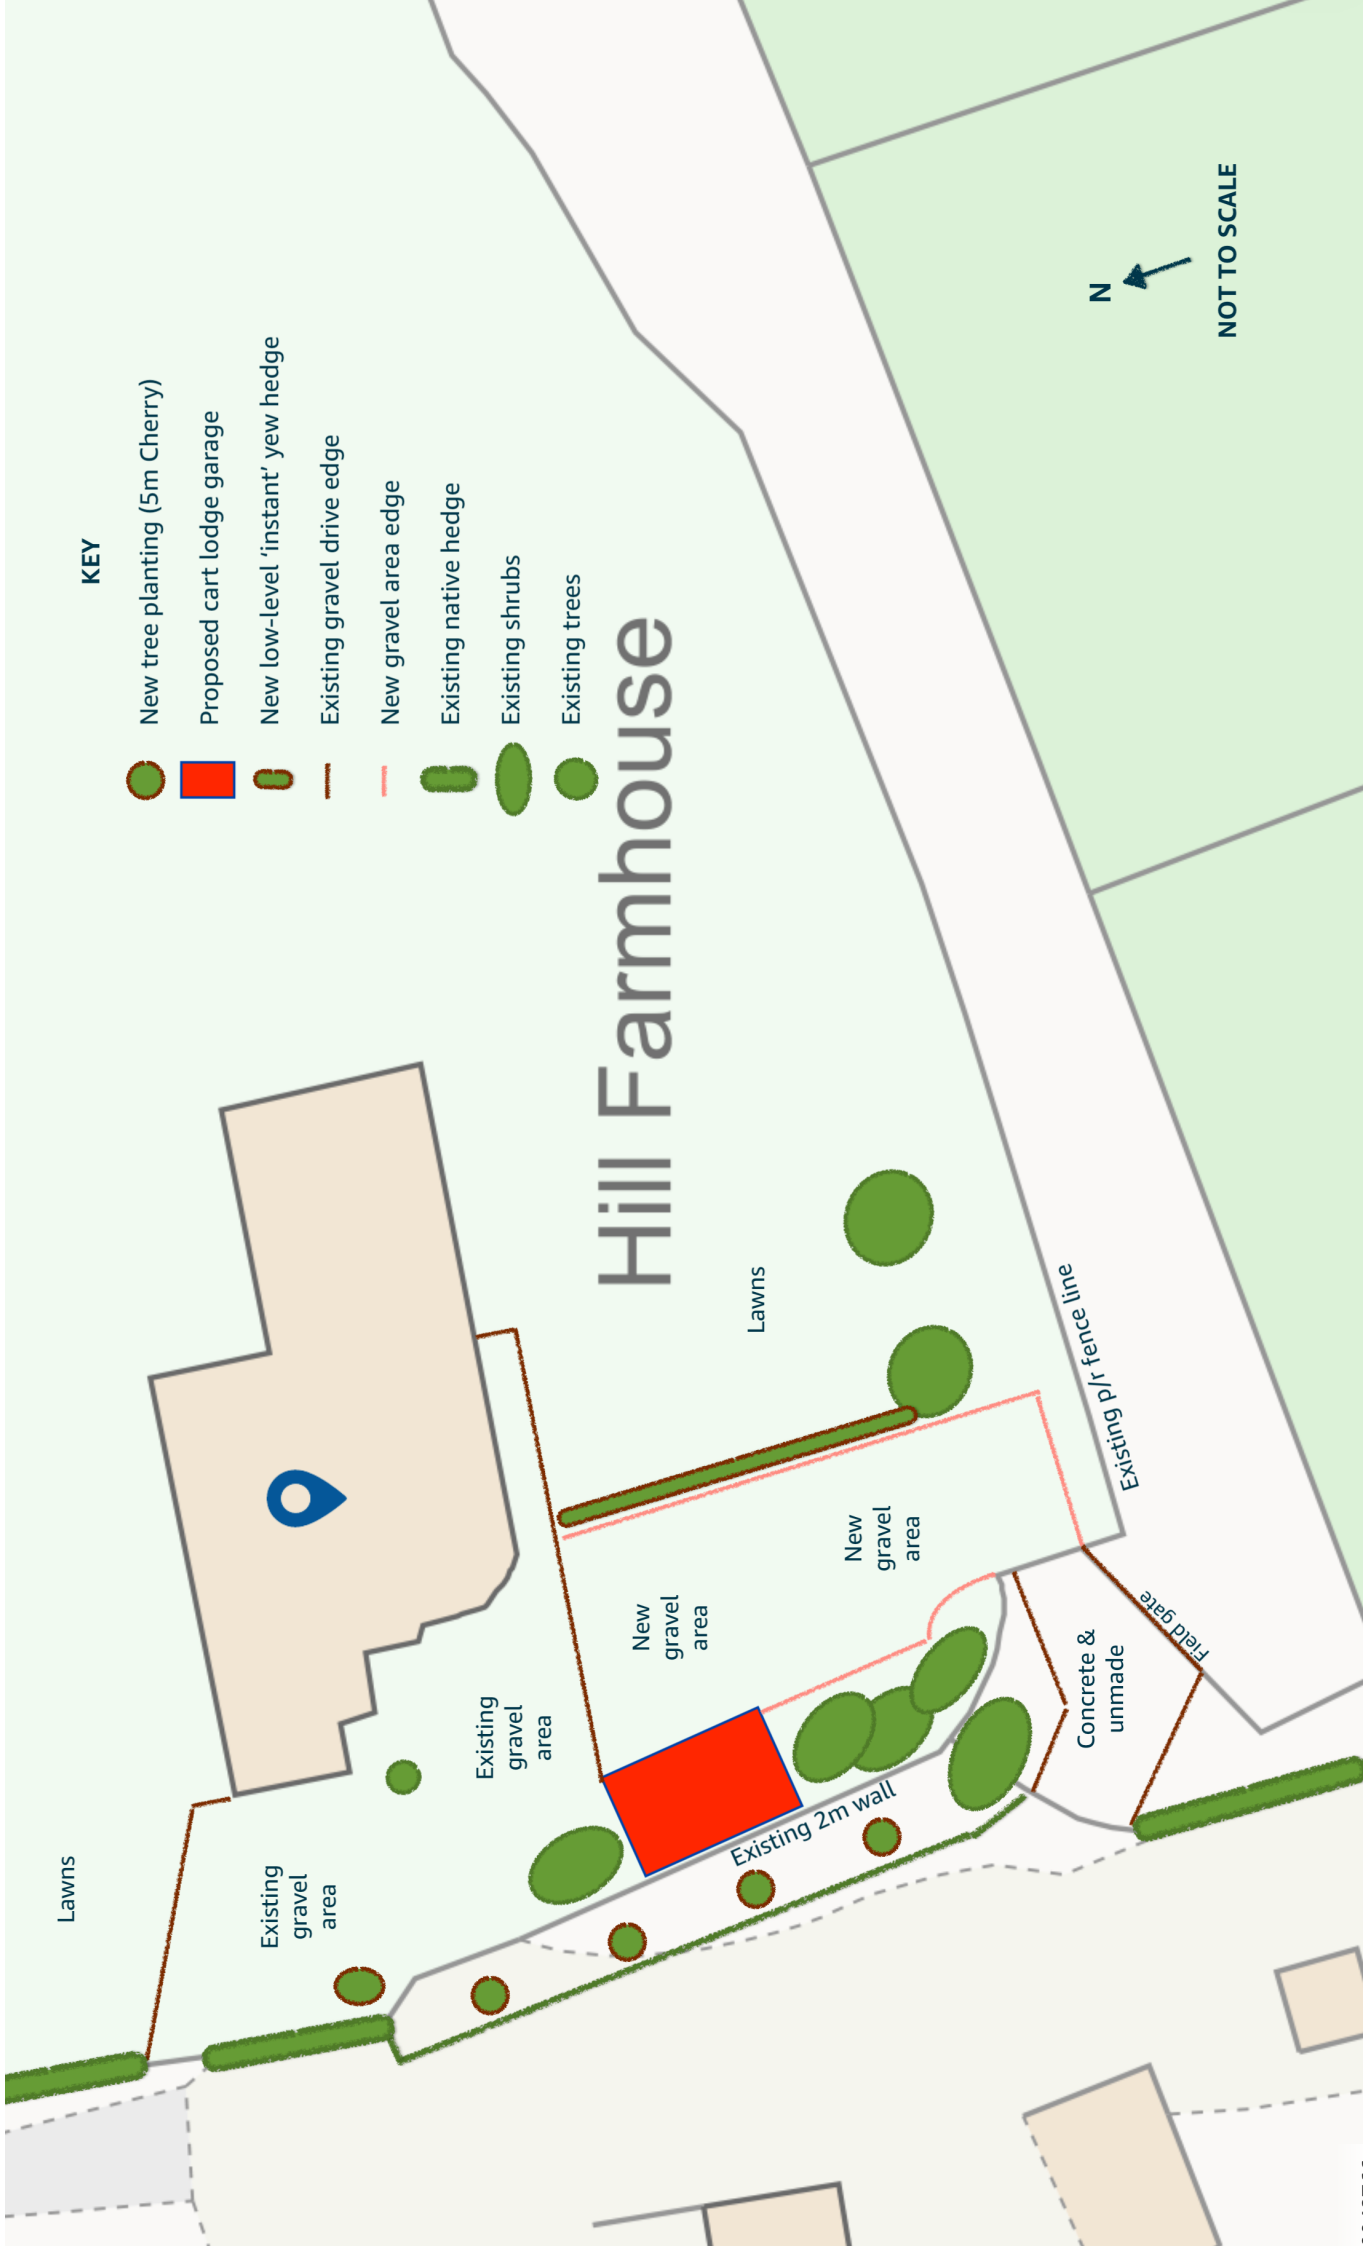 KEY
New tree planting (5m Cherry)
Proposed cart lodge garage
New low-level ‘instant’ yew hedge
Existing gravel drive edge
New gravel area edge
Existing native hedge
Existing shrubs
Existing trees
Hill Farmhouse
N
NOT TO SCALE
Lawns
Existing
gravel
area
Existing
gravel
area
New
gravel
area
Lawns
New
gravel
area
Existing 2m wall
Existing p/r fence line
Field gate
Concrete &
unmade